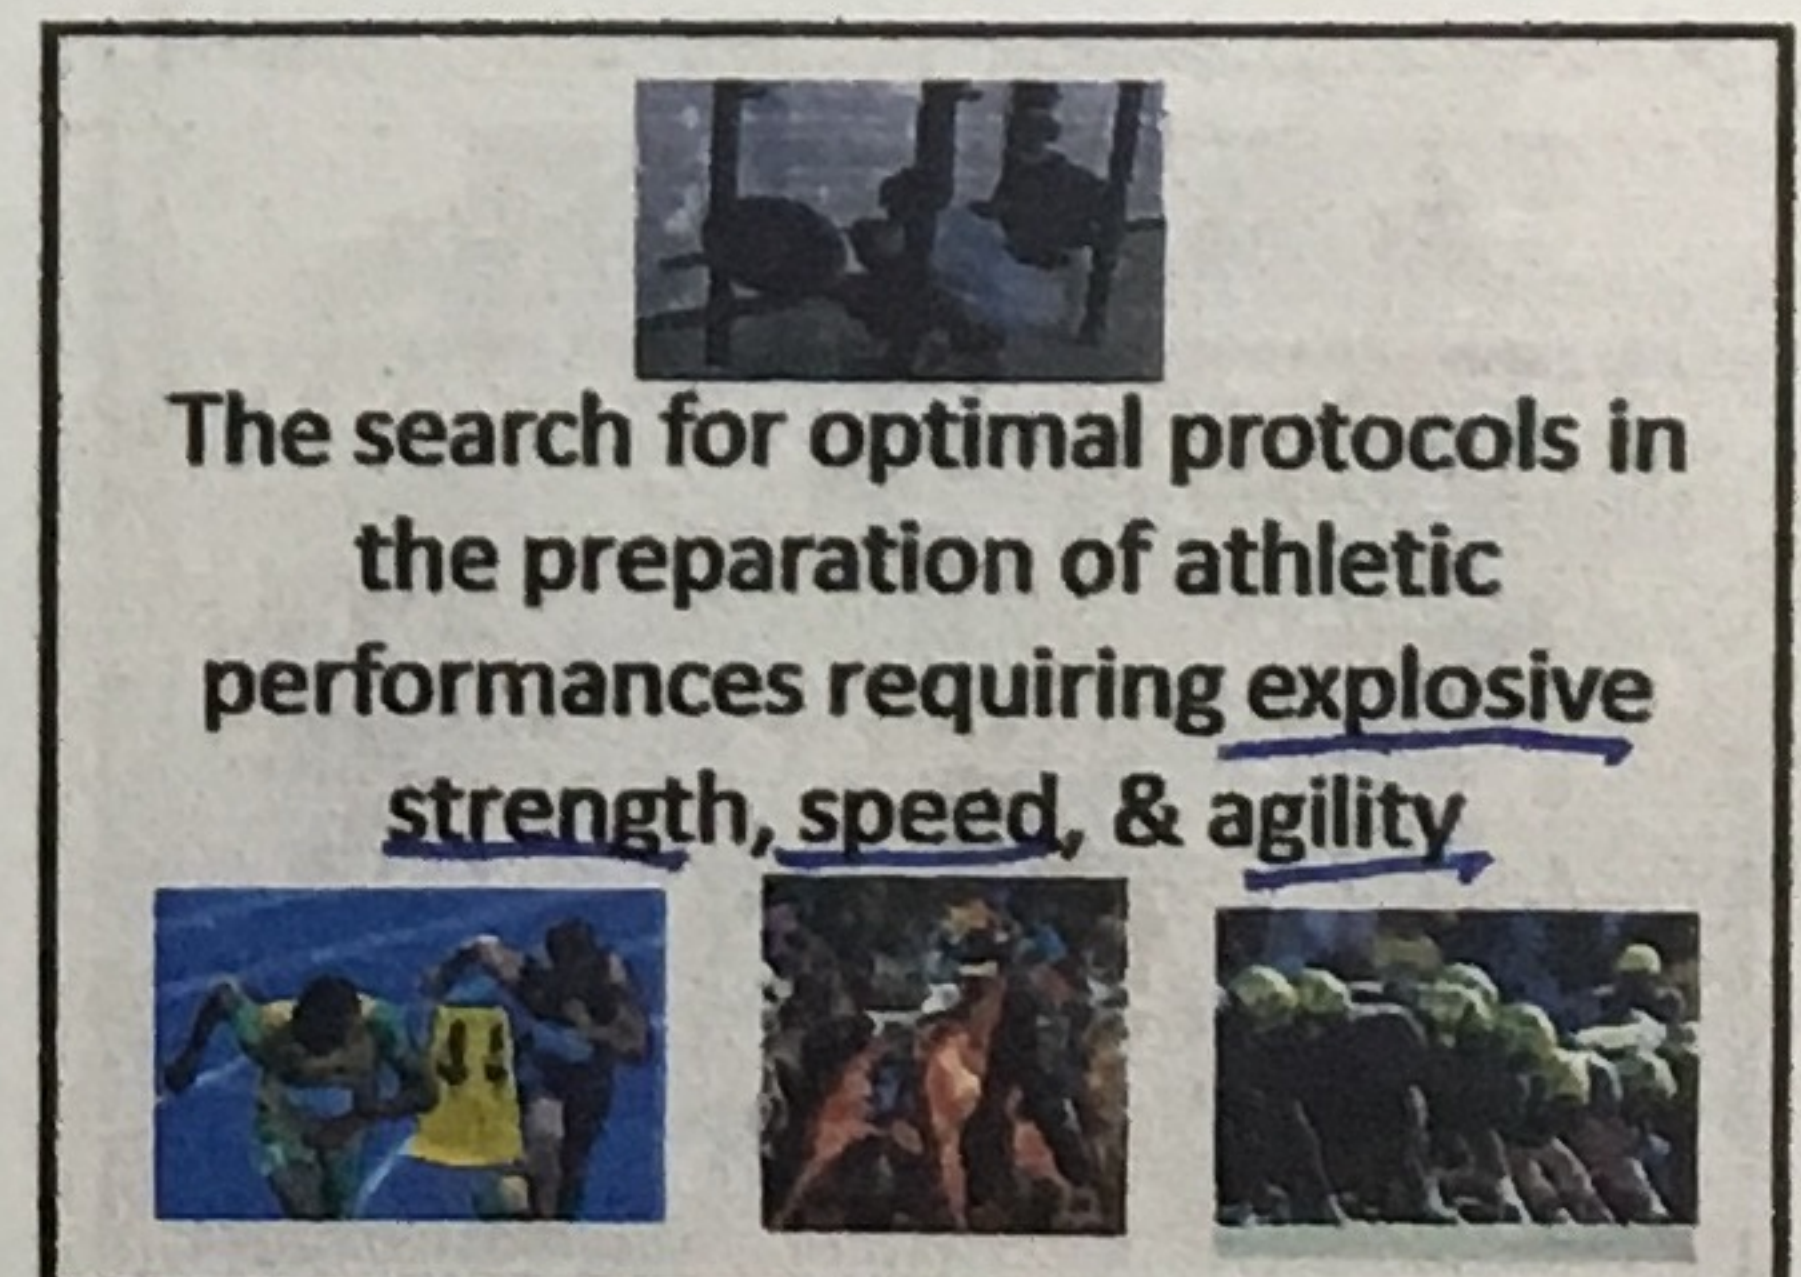 The search for optimal protocols in
the preparation of athletic
performances requiring explosive
strength, speed, & agility